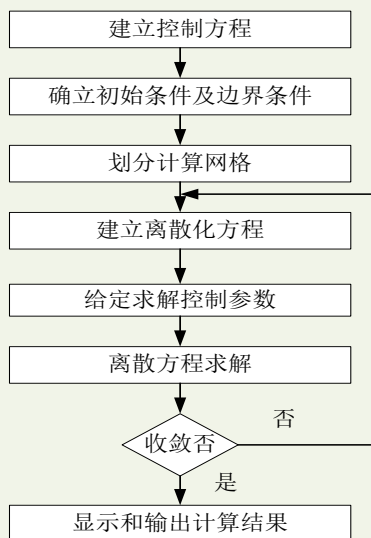 建立控制方程
确立初始条件及边界条件
划分计算网格
建立离散化方程
给定求解控制参数
离散方程求解
收敛否
否
是
显示和输出计算结果